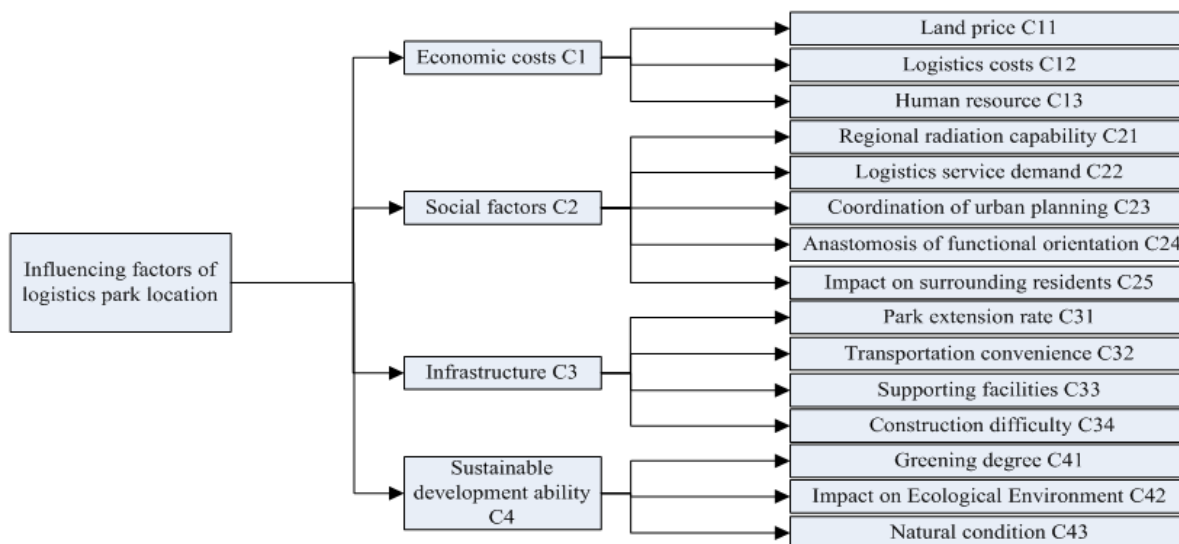 Influencing factors of
logistics park location
Economic costs C1
Social factors C2
Infrastructure C3
Sustainable
development ability
C4
Land price C11
Logistics costs C12
Human resource C13
Regional radiation capability C21
Logistics service demand C22
Coordination of urban planning C23
Anastomosis of functional orientation C24
Impact on surrounding residents C25
Park extension rate C31
Transportation convenience C32
Supporting facilities C33
Construction difficulty C34
Greening degree C41
Impact on Ecological Environment C42
Natural condition C43